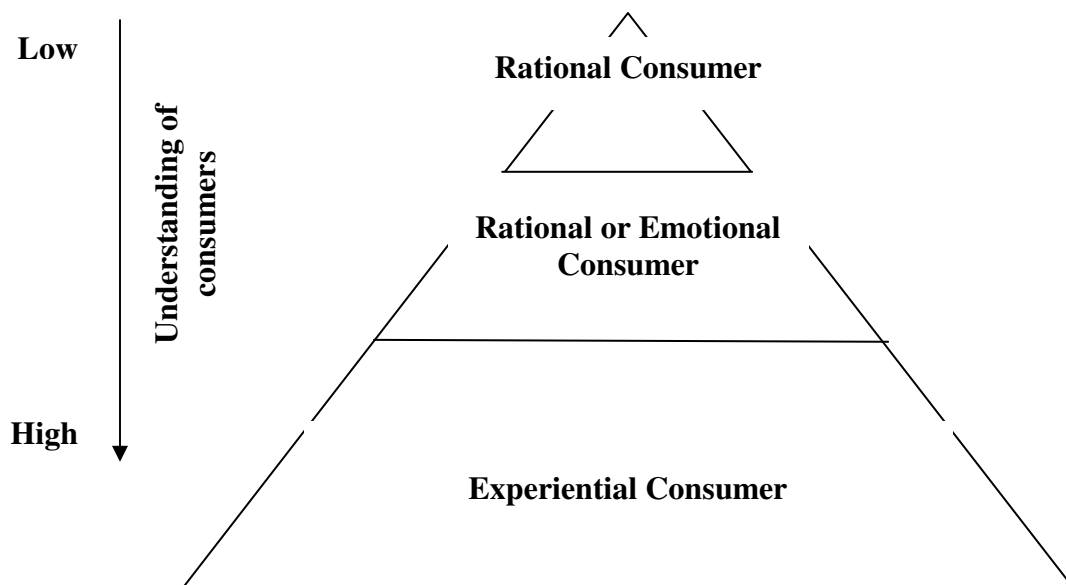 Low
Rational Consumer
Understanding of
consumers
Rational or Emotional
Consumer
High
Experiential Consumer